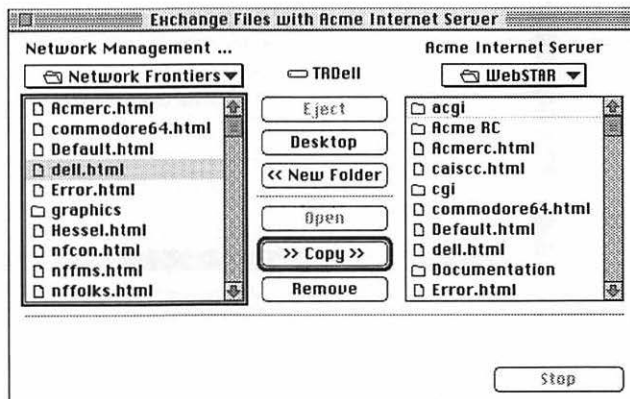 Exchange Files with Acme Internet Server
Network Management ...
Network Frontiers
Acmerc.html
commodore64.html
Default.html
dell.html
Error.html
graphics
Hessel.html
nfcon.html
nffms.html
nffolks.html
TRDell
Eject
Desktop
<< New Folder
Open
>> Copy >>
Remove
Acme Internet Server
WebSTAR
acgi
Acme RC
Acmerc.html
caiscc.html
cgi
commodore64.html
Default.html
dell.html
Documentation
Error.html
Stop